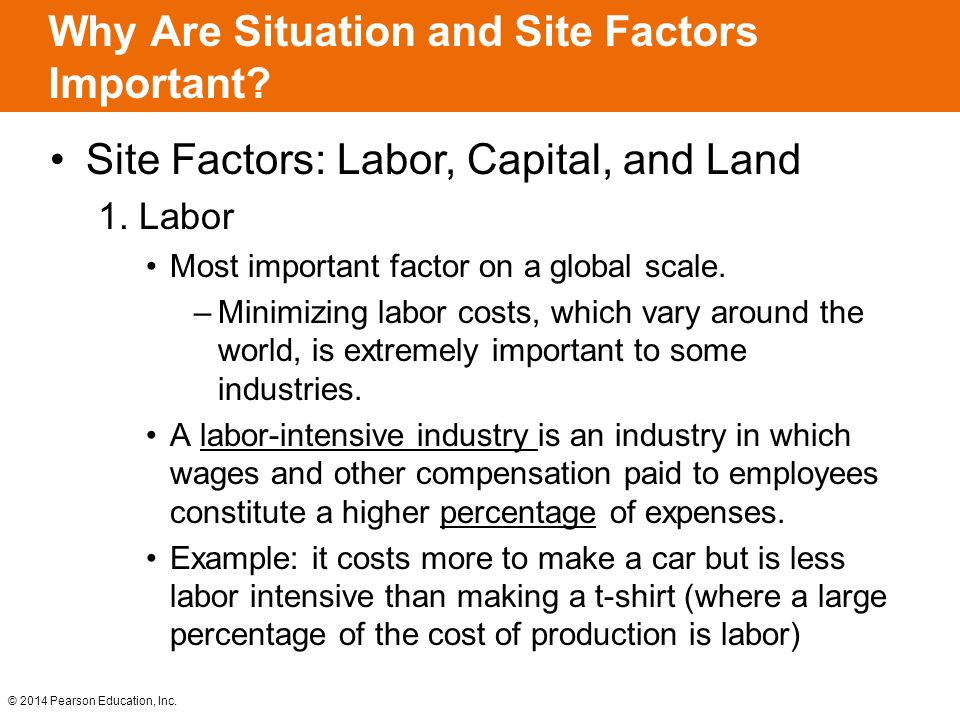 Why Are Situation and Site Factors
Important?
• Site Factors: Labor, Capital, and Land
1. Labor
• Most important factor on a global scale.
– Minimizing labor costs, which vary around the
world, is extremely important to some
industries.
• A labor-intensive industry is an industry in which
wages and other compensation paid to employees
constitute a higher percentage of expenses.
• Example: it costs more to make a car but is less
labor intensive than making a t-shirt (where a large
percentage of the cost of production is labor)
© 2014 Pearson Education, Inc.